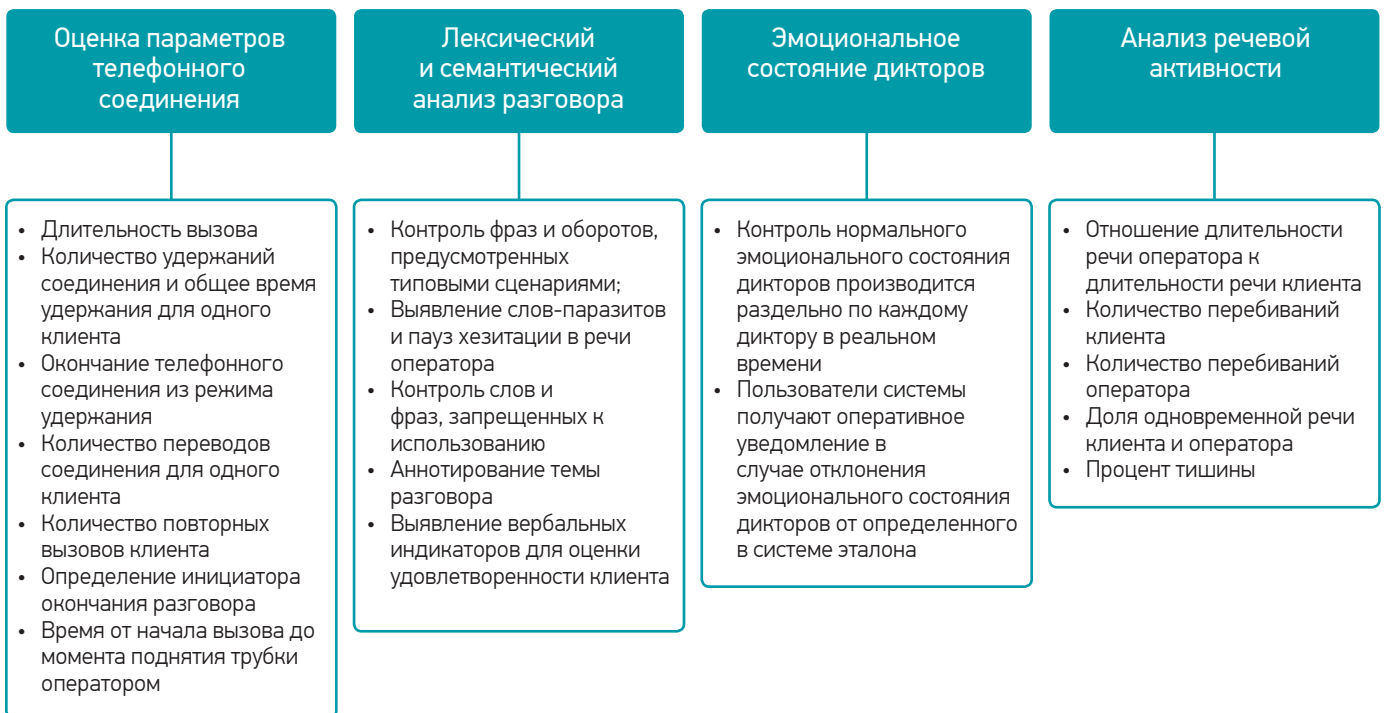 Оценка параметров
телефонного
соединения
• Длительность вызова
• Количество удержаний
соединения и общее время
удержания для одного
клиента
• Окончание телефонного
соединения из режима
удержания
• Количество переводов
соединения для одного
клиента
• Количество повторных
вызовов клиента
• Определение инициатора
окончания разговора
• Время от начала вызова до
момента поднятия трубки
оператором
Лексический
и семантический
анализ разговора
• Контроль фраз и оборотов,
предусмотренных
типовыми сценариями;
• Выявление слов-паразитов
и пауз хезитации в речи
оператора
• Контроль слов и
фраз, запрещенных к
использованию
• Аннотирование темы
разговора
• Выявление вербальных
индикаторов для оценки
удовлетворенности клиента
Эмоциональное
состояние дикторов
• Контроль нормального
эмоционального состояния
дикторов производится
раздельно по каждому
диктору в реальном
времени
• Пользователи системы
получают оперативное
уведомление в
случае отклонения
эмоционального состояния
дикторов от определенного
в системе эталона
Анализ речевой
активности
• Отношение длительности
речи оператора к
длительности речи клиента
• Количество перебиваний
клиента
• Количество перебиваний
оператора
• Доля одновременной речи
клиента и оператора
• Процент тишины